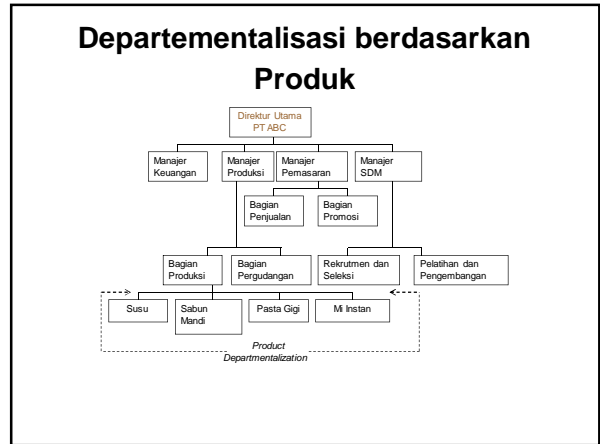 Departementalisasi berdasarkan
Produk
Direktur Utama
PT ABC
Manajer
Keuangan
Manajer
Produksi
Manajer
Pemasaran
Manajer
SDM
Bagian
Penjualan
Bagian
Promosi
Bagian
Produksi
Bagian
Pergudangan
Rekrutmen dan
Seleksi
Pelatihan dan
Pengembangan
Susu
Sabun
Mandi
Pasta Gigi
Mi Instan
Product
Departmentalization